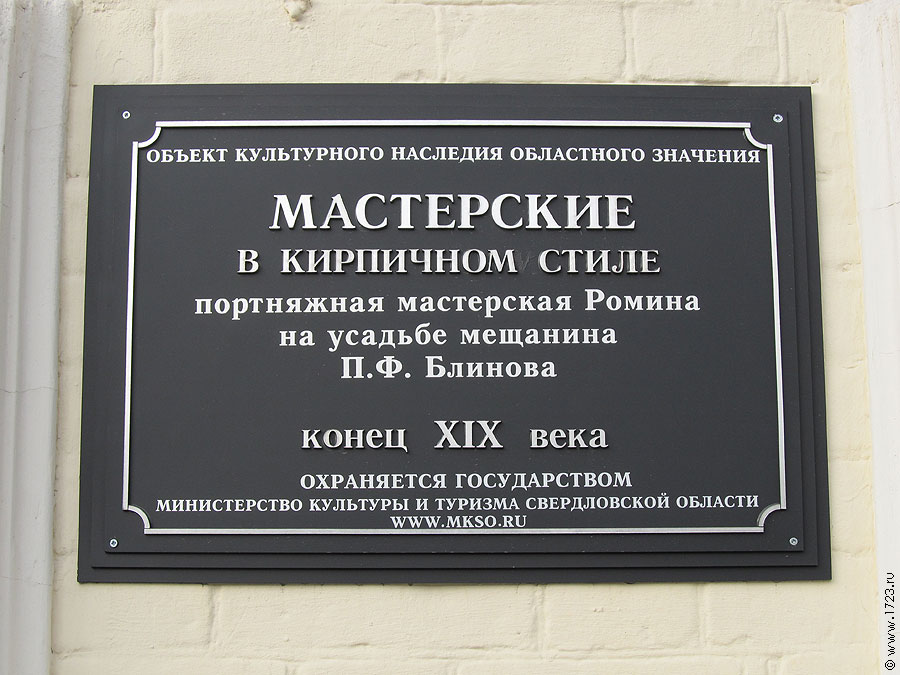 ОБЪЕКТ КУЛЬТУРНОГО НАСЛЕДИЯ ОБЛАСТНОГО ЗНАЧЕНИЯ
МАСТЕРСКИЕ
В КИРПИЧНОМ СТИЛЕ
портняжная мастерская Ромина
на усадьбе мещанина
П.Ф. Блинова
конец XIX века
ОХРАНЯЕТСЯ ГОСУДАРСТВОМ
МИНИСТЕРСТВО КУЛЬТУРЫ И ТУРИЗМА СВЕРДЛОВСКОЙ ОБЛАСТИ
WWW.MKSO.RU
© www.1723.ru